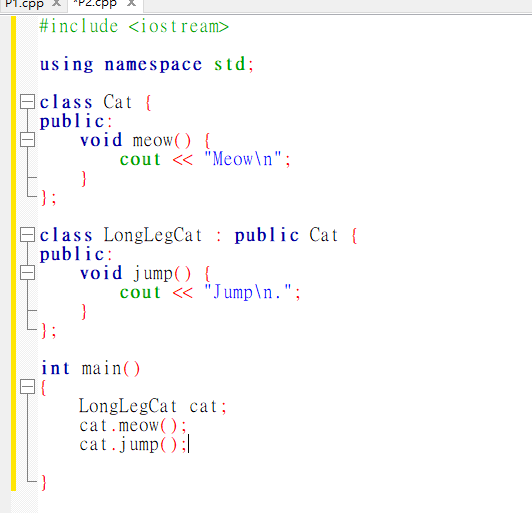 P1.cpp × *P2.cpp ×
#include <iostream>
using namespace std;
class Cat {
public:
    void meow() {
        cout << "Meow\n";
    }
};
class LongLegCat : public Cat {
public:
    void jump() {
        cout << "Jump\n.";
    }
};
int main()
{
    LongLegCat cat;
    cat.meow();
    cat.jump();
}